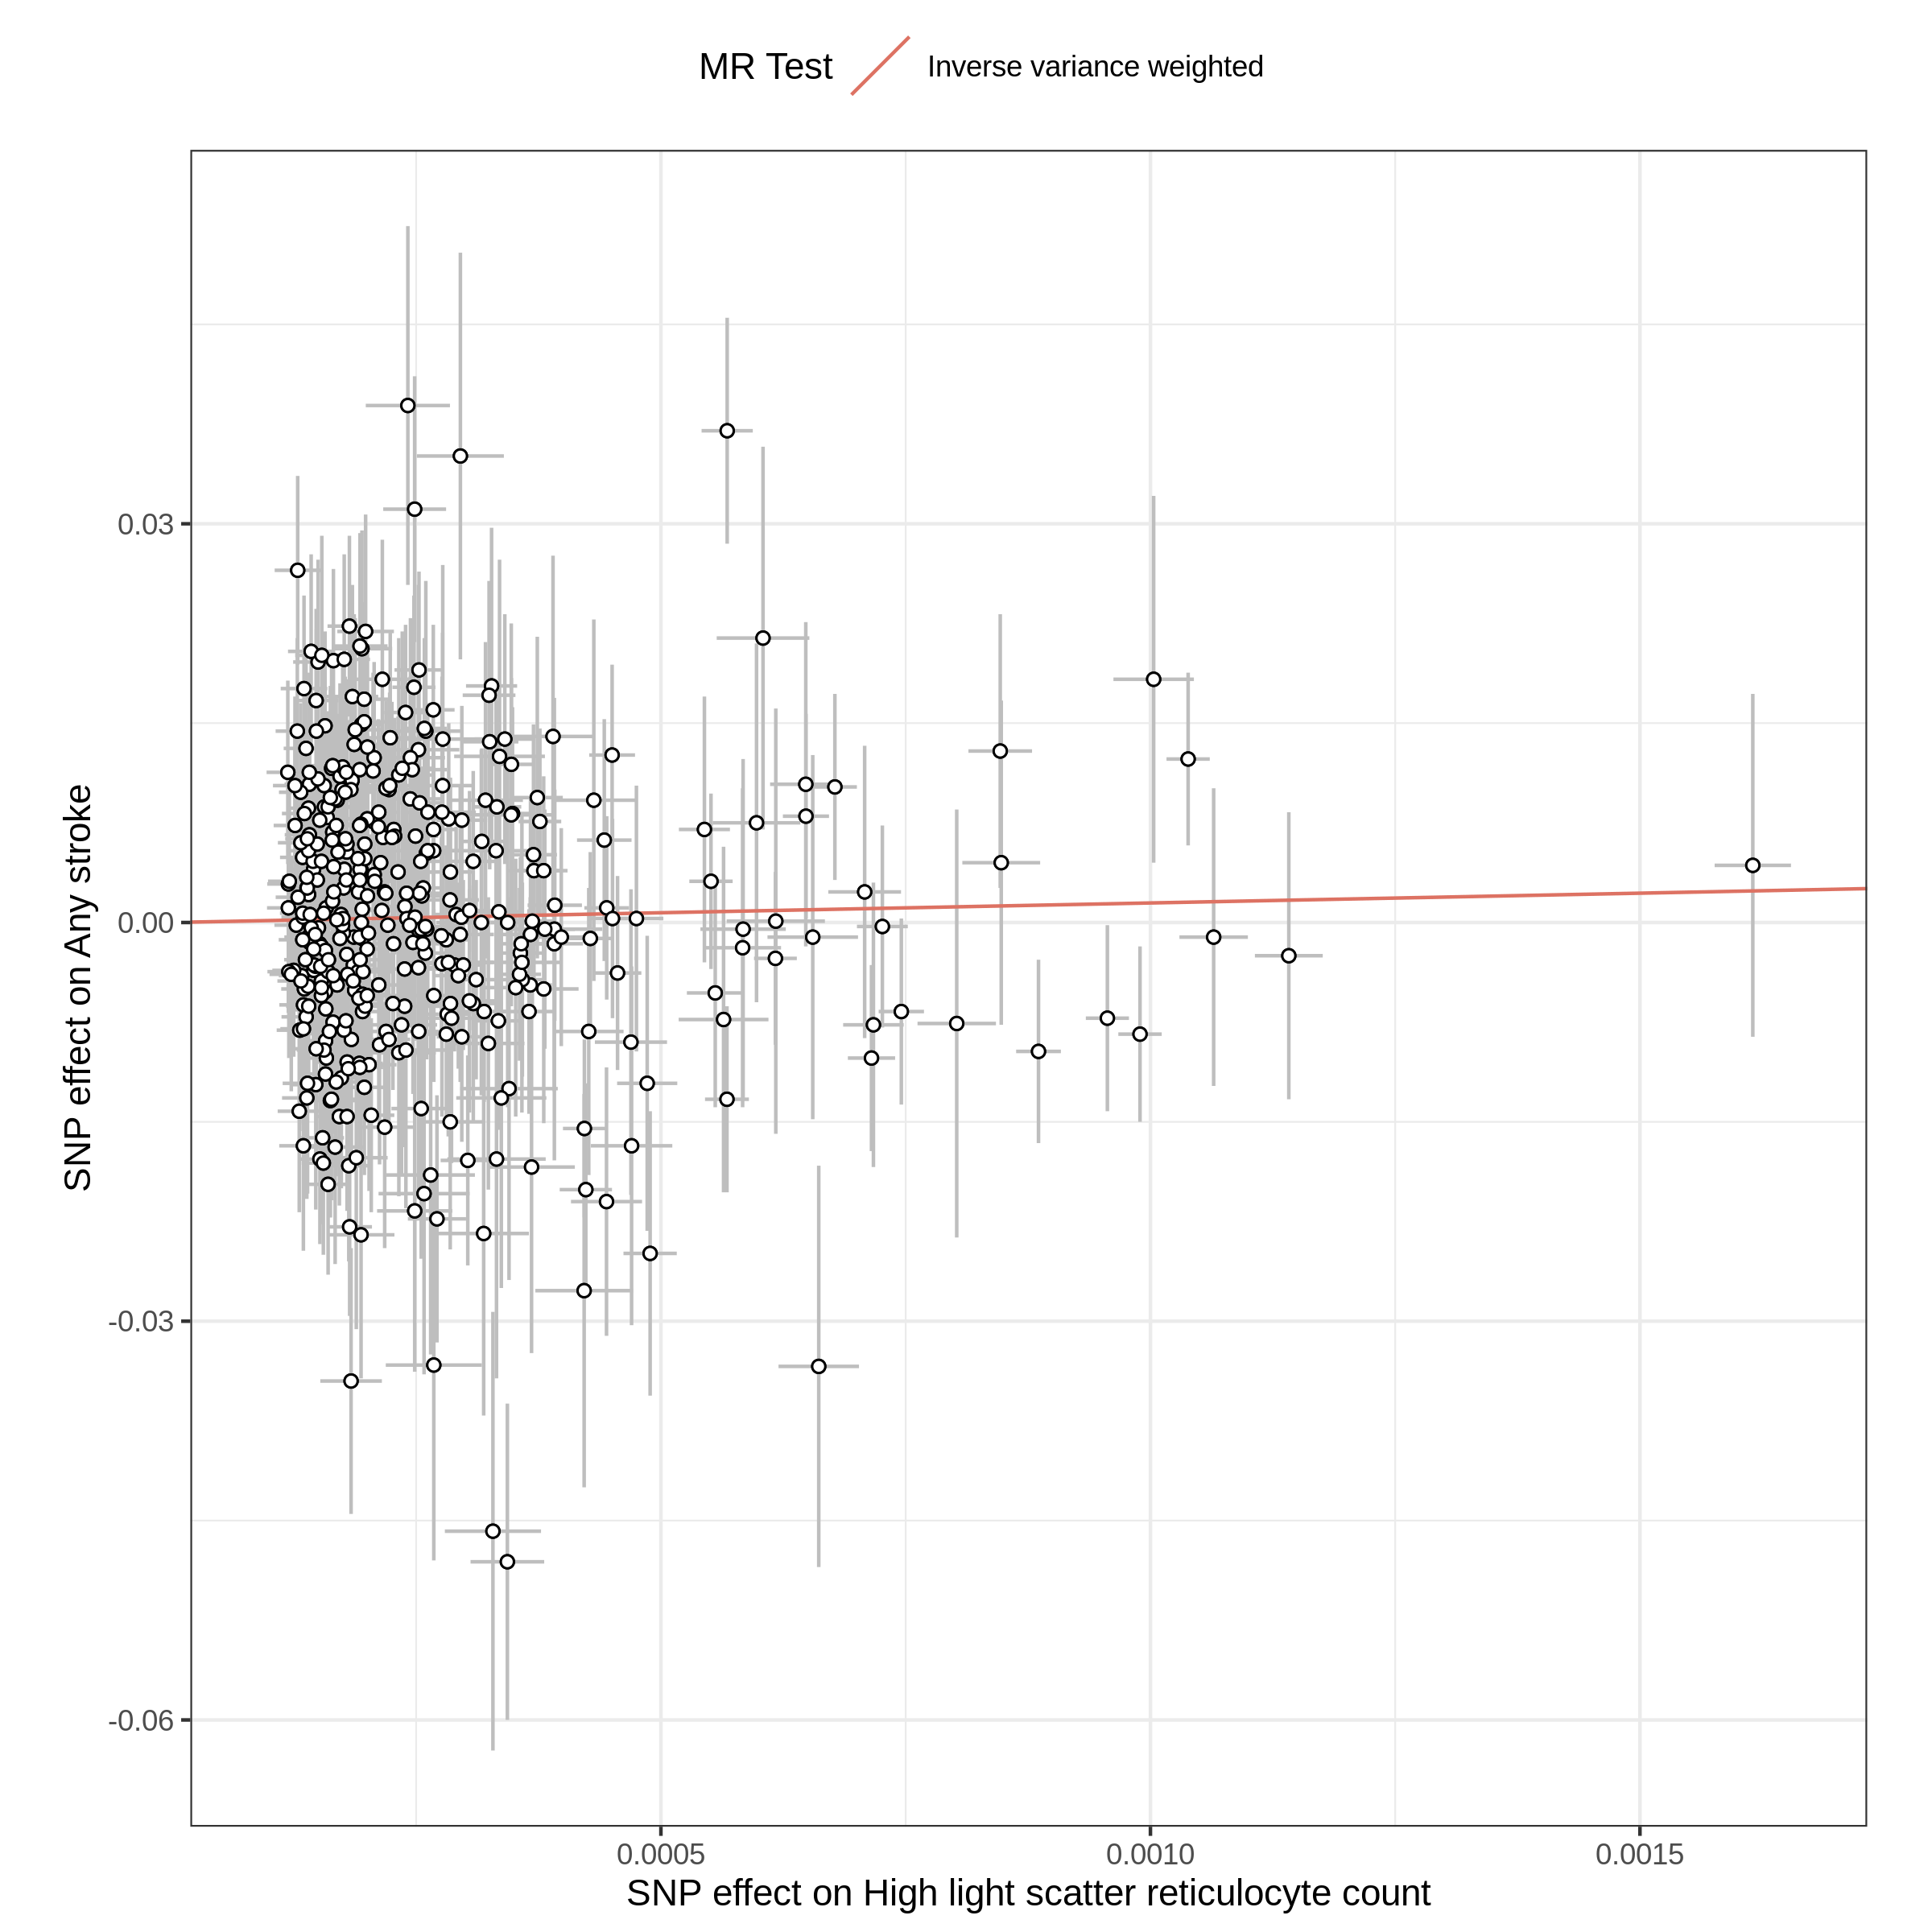 MR Test
Inverse variance weighted
SNP effect on Any stroke
0.03
0.00
-0.03
-0.06
0.0005
0.0010
0.0015
SNP effect on High light scatter reticulocyte count